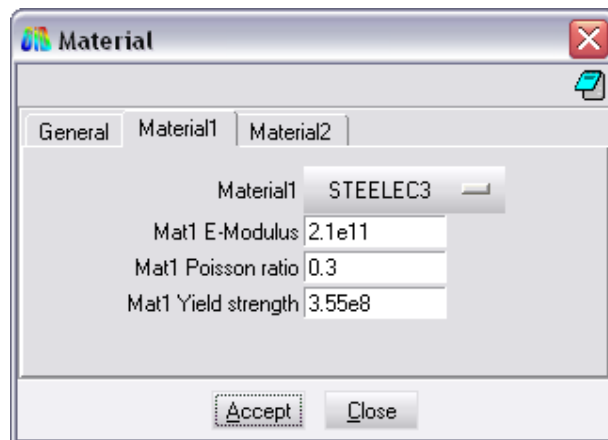 Material
General Material1 Material2
Material1 STEELEC3
Mat1 E-Modulus 2.1e11
Mat1 Poisson ratio 0.3
Mat1 Yield strength 3.55e8
Accept Close